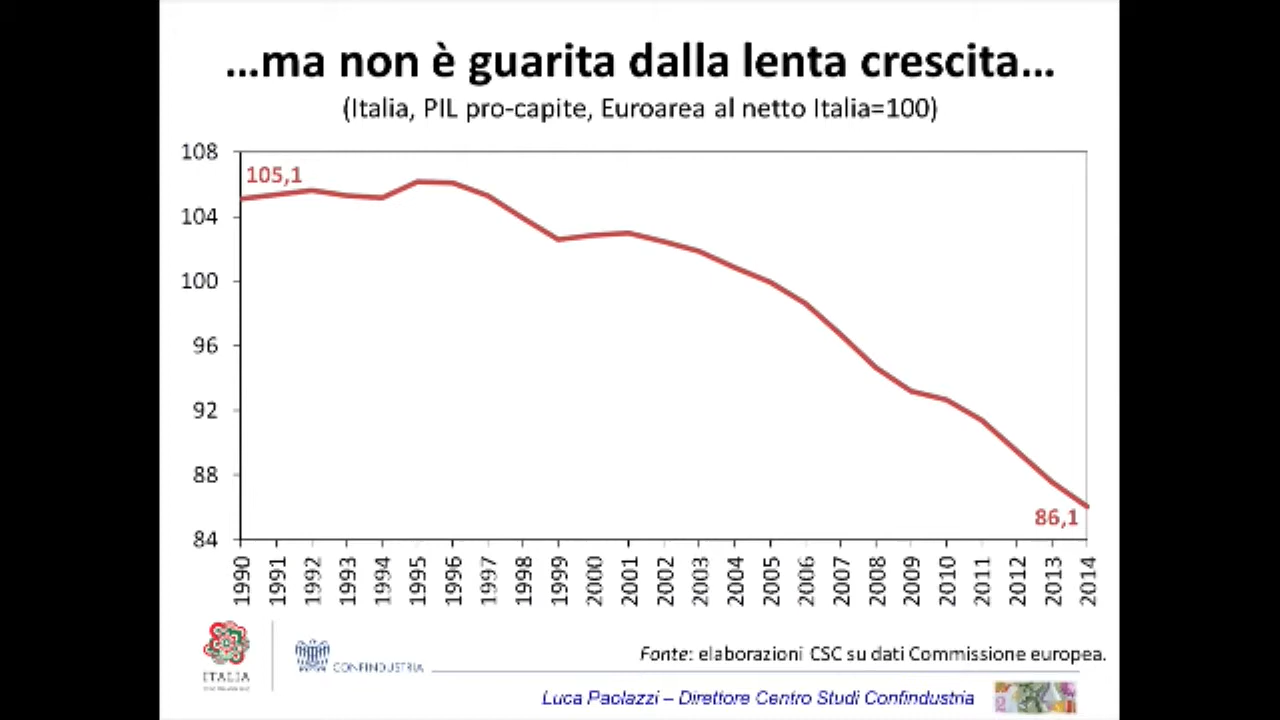 ...ma non è guarita dalla lenta crescita...
(Italia, PIL pro-capite, Euroarea al netto Italia=100)
108
104
100
96
92
88
84
105,1
86,1
1990 1991 1992 1993 1994 1995 1996 1997 1998 1999 2000 2001 2002 2003 2004 2005 2006 2007 2008 2009 2010 2011 2012 2013 2014
ITALIA
CONFINDUSTRIA
Fonte: elaborazioni CSC su dati Commissione europea.
Luca Paolazzi – Direttore Centro Studi Confindustria